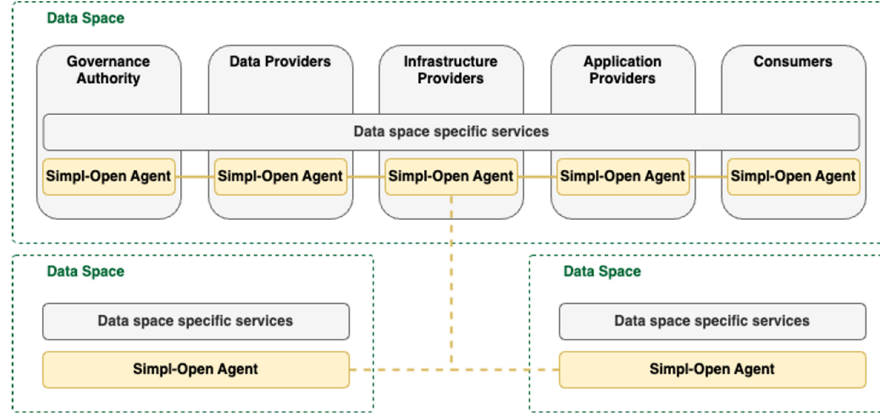 Data Space
Governance
Authority
Data Providers
Infrastructure
Providers
Application
Providers
Consumers
Data space specific services
Simpl-Open Agent
Simpl-Open Agent
Simpl-Open Agent
Simpl-Open Agent
Simpl-Open Agent
Data Space
Data space specific services
Simpl-Open Agent
Data Space
Data space specific services
Simpl-Open Agent